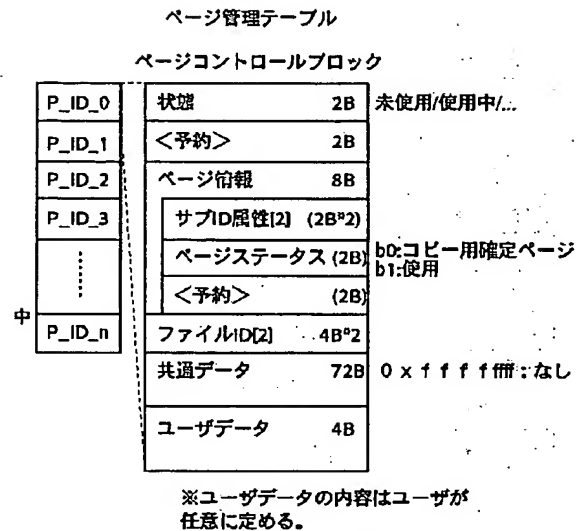 ページ管理テーブル
ページコントロールブロック
P_ID_0
P_ID_1
P_ID_2
P_ID_3
中
P_ID_n
状態 2B 未使用/使用中/...
<予約> 2B
ページ情報 8B
サブID属性[2] (2B*2)
ページステータス (2B) b0:コピー用確定ページ
b1:使用
<予約> (2B)
ファイルID[2] 4B*2
共通データ 72B 0xffffffff:なし
ユーザデータ 4B
※ユーザデータの内容はユーザが
任意に定める。